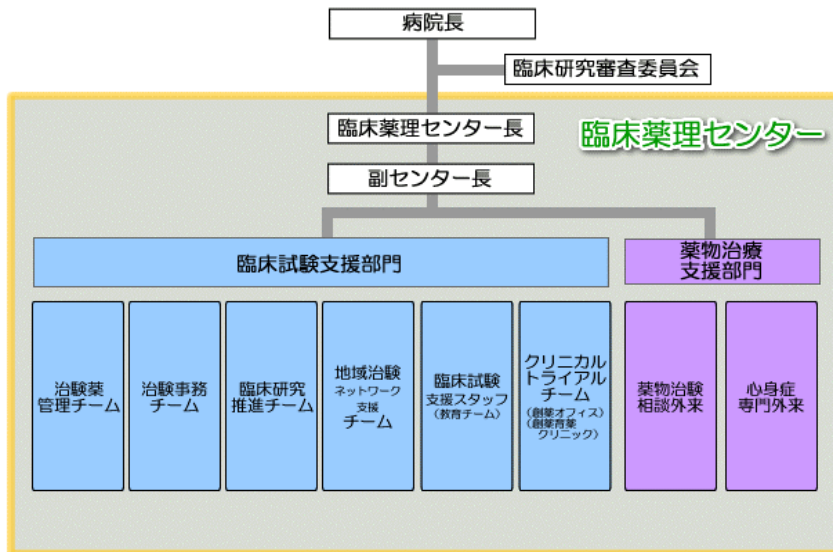 病院長
臨床研究審査委員会
臨床薬理センター長
臨床薬理センター
副センター長
臨床試験支援部門
薬物治療
支援部門
治験薬
管理チーム
治験事務
チーム
臨床研究
推進チーム
地域治験
ネットワーク
支援
チーム
臨床試験
支援スタッフ
(教育チーム)
クリニカル
トライアル
チーム
(創薬オフィス)
(創薬育薬
クリニック)
薬物治験
相談外来
心身症
専門外来